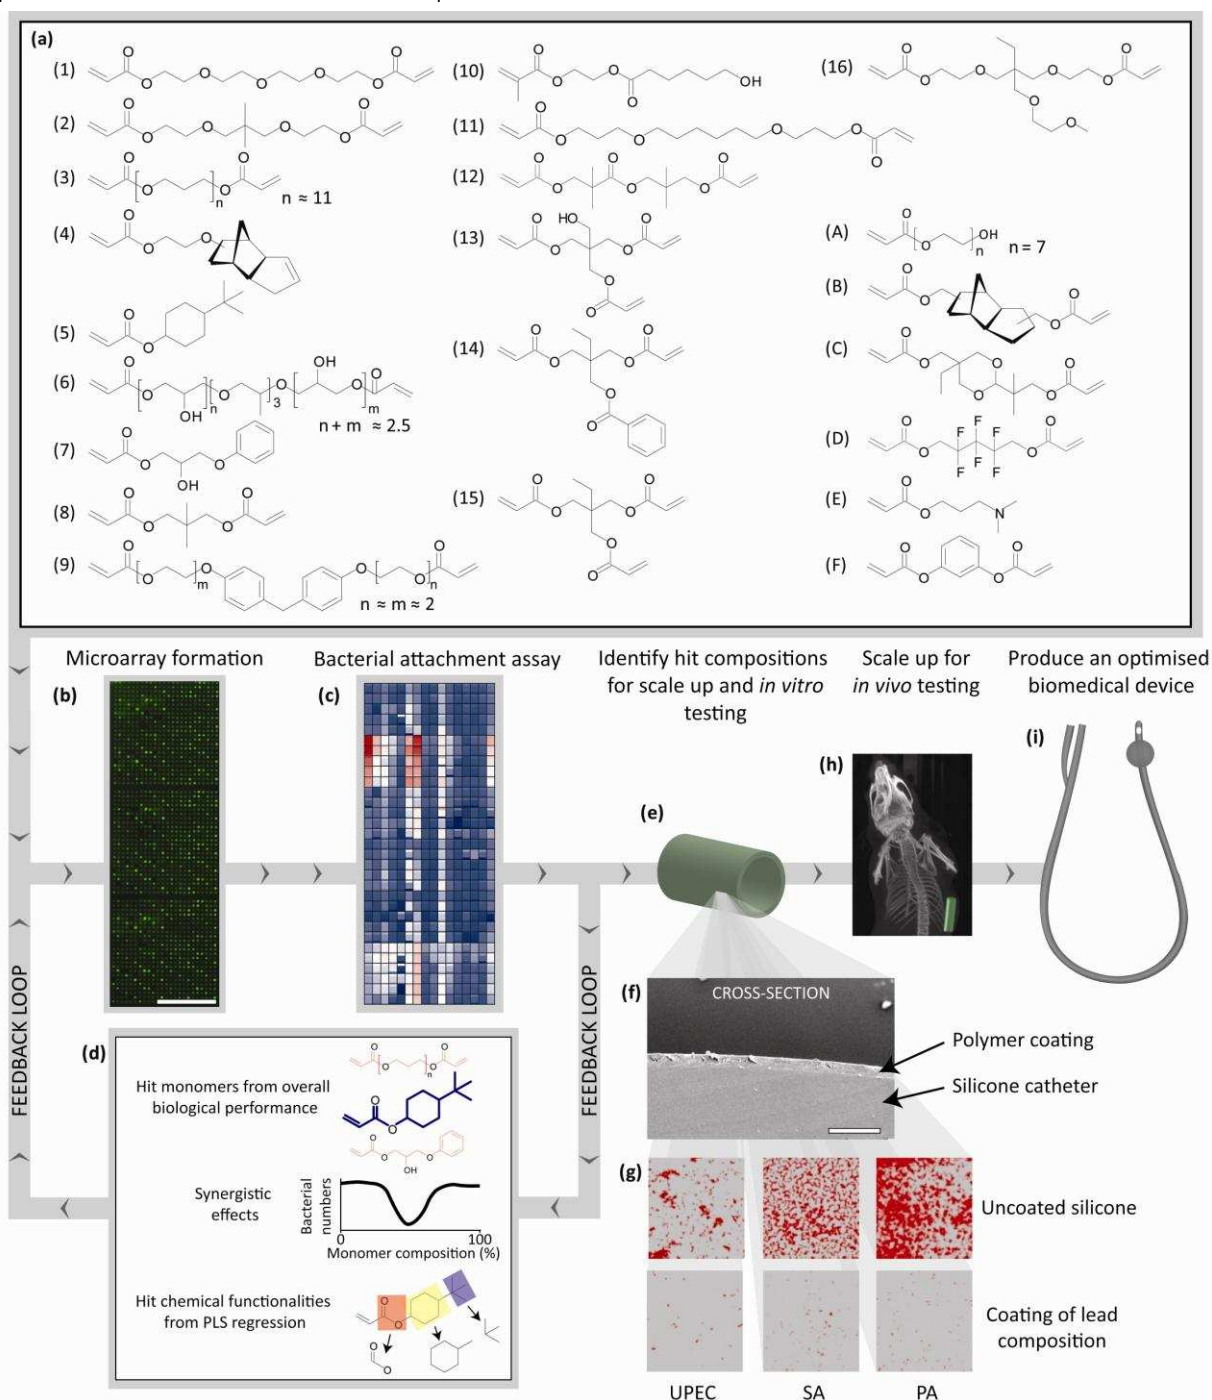 (a)
(1)
(2)
(3)
n
n ≈ 11
(4)
(5)
(6)
OH
n
3
OH
m
n + m ≈ 2.5
(7)
OH
(8)
(9)
m
n
n ≈ m ≈ 2
(10)
OH
(11)
(12)
(13)
HO
(14)
(15)
(16)
(A)
OH
n
n = 7
(B)
(C)
(D)
F F F
F F F
(E)
N
(F)
Microarray formation
(b)
Bacterial attachment assay
(c)
Identify hit compositions
for scale up and in vitro
testing
Scale up for
in vivo testing
Produce an optimised
biomedical device
(e)
(h)
(i)
FEEDBACK LOOP
FEEDBACK LOOP
(d)
Hit monomers from overall
biological performance
n
OH
Synergistic
effects
Bacterial
numbers
0
100
Monomer composition (%)
Hit chemical functionalities
from PLS regression
(f)
CROSS-SECTION
Polymer coating
Silicone catheter
(g)
Uncoated silicone
Coating of lead
composition
UPEC
SA
PA